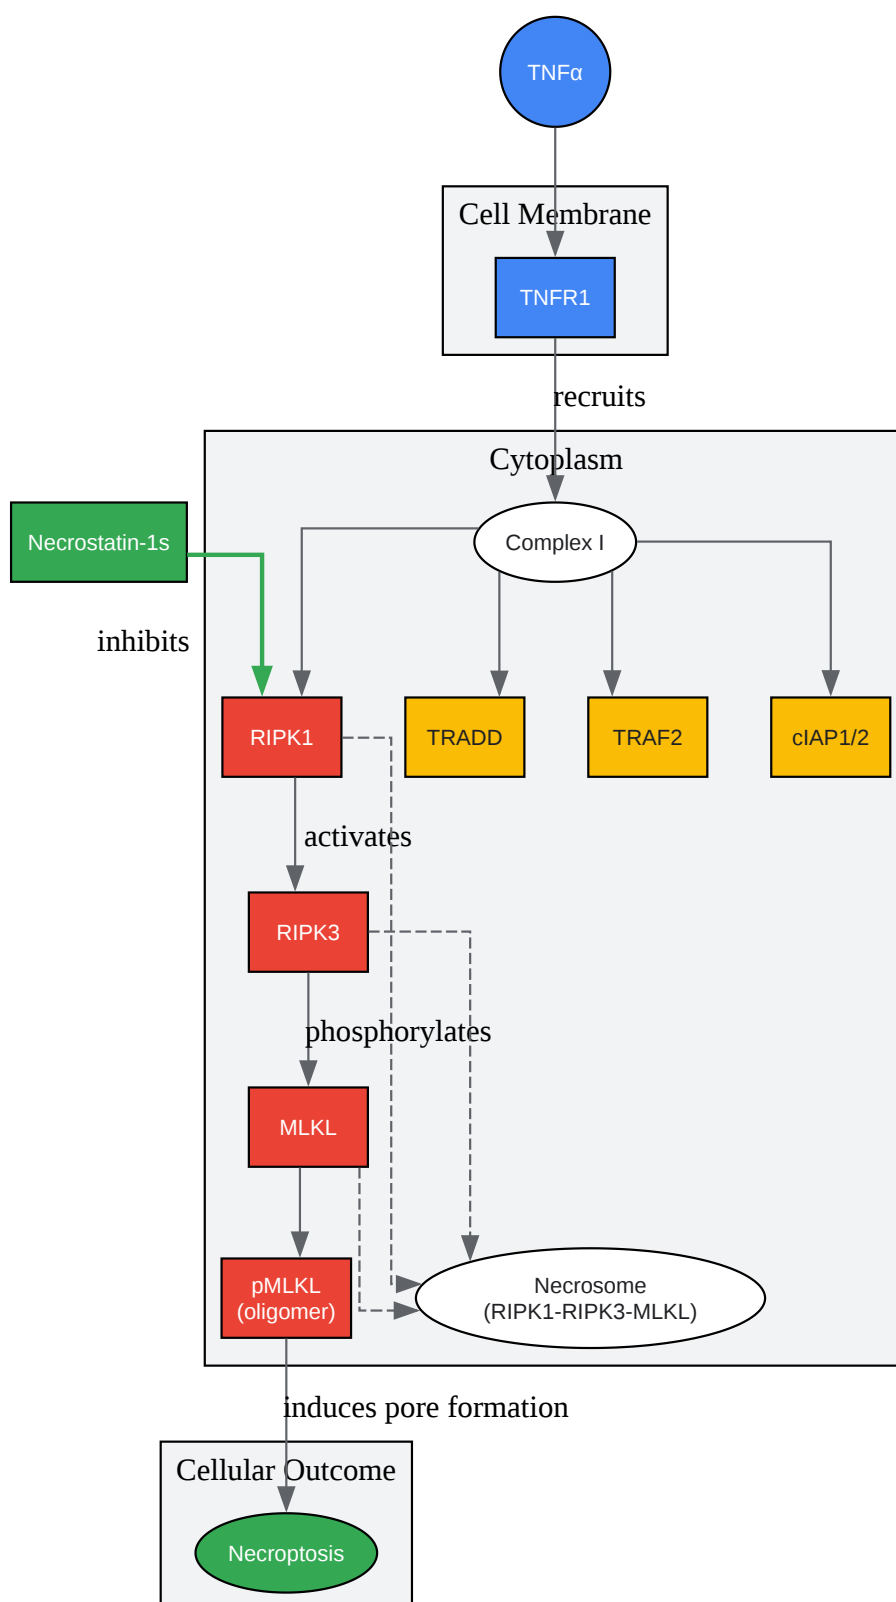 TNFα
Cell Membrane
TNFR1
recruits
Cytoplasm
Necrostatin-1s
Complex I
inhibits
RIPK1
TRADD
TRAF2
cIAP1/2
activates
RIPK3
phosphorylates
MLKL
pMLKL
(oligomer)
Necrosome
(RIPK1-RIPK3-MLKL)
induces pore formation
Cellular Outcome
Necroptosis